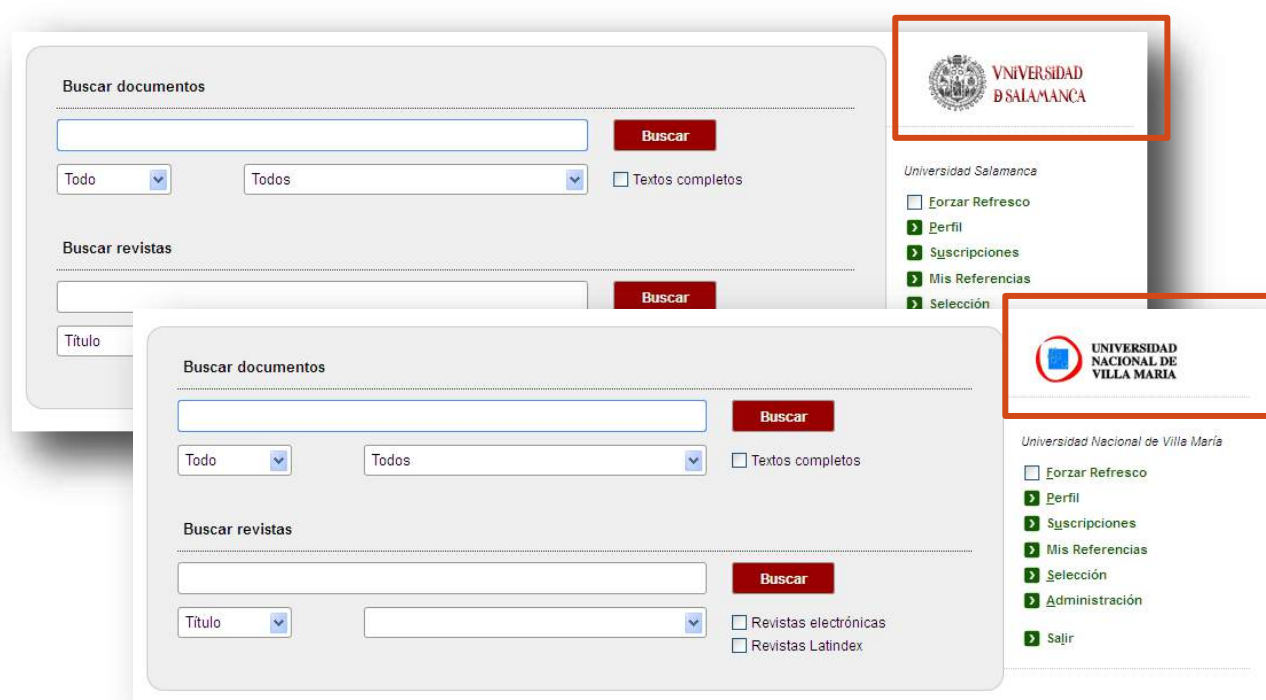 Buscar documentos
Buscar
Todo Todos Textos completos
Buscar revistas
Buscar
Título
VNiVERSiDAD
D SALAMANCA
Universidad Salamanca
Forzar Refresco
Perfil
Suscripciones
Mis Referencias
Selección
Buscar documentos
Buscar
Todo Todos Textos completos
Buscar revistas
Buscar
Título Revistas electrónicas
Revistas Latindex
UNIVERSIDAD
NACIONAL DE
VILLA MARIA
Universidad Nacional de Villa María
Forzar Refresco
Perfil
Suscripciones
Mis Referencias
Selección
Administración
Salir